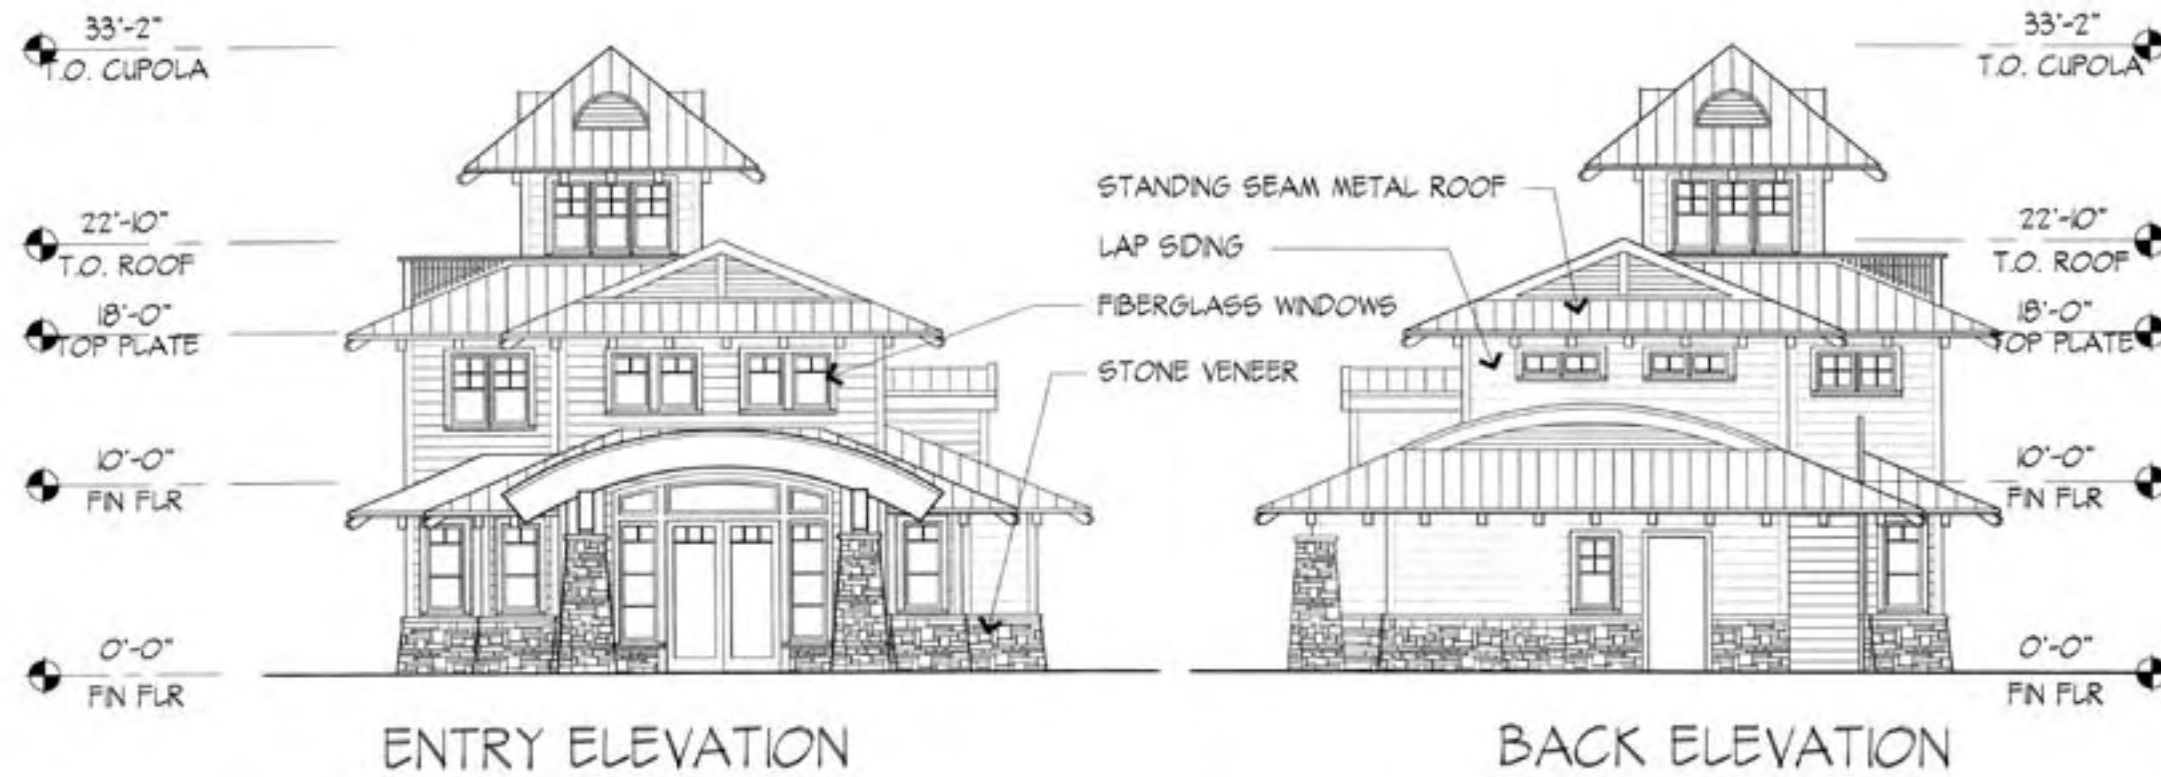 33'-2"
T.O. CUPOLA
22'-10"
T.O. ROOF
18'-0"
TOP PLATE
10'-0"
FIN FLR
0'-0"
FIN FLR
STANDING SEAM METAL ROOF
LAP SIDING
FIBERGLASS WINDOWS
STONE VENEER
33'-2"
T.O. CUPOLA
22'-10"
T.O. ROOF
18'-0"
TOP PLATE
10'-0"
FIN FLR
0'-0"
FIN FLR
ENTRY ELEVATION
BACK ELEVATION